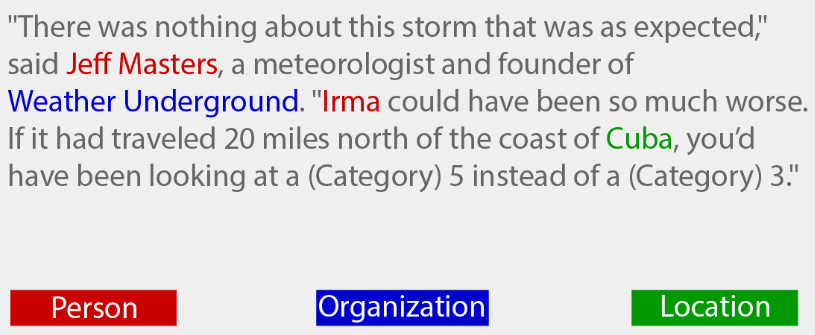 "There was nothing about this storm that was as expected,"
said Jeff Masters, a meteorologist and founder of
Weather Underground. "Irma could have been so much worse.
If it had traveled 20 miles north of the coast of Cuba, you’d
have been looking at a (Category) 5 instead of a (Category) 3."
Person Organization Location